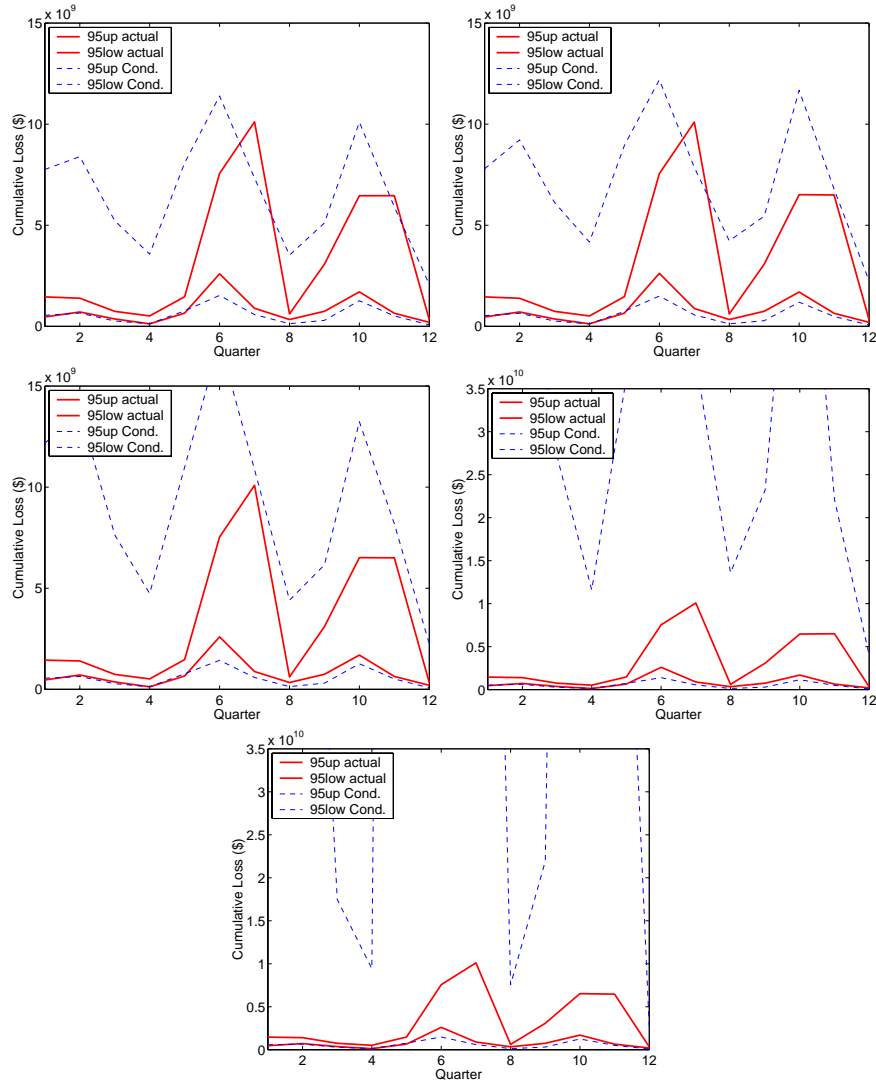 x 10^9
15
10
5
0
Cumulative Loss ($)
95up actual
95low actual
95up Cond.
95low Cond.
2 4 6 8 10 12
Quarter
x 10^9
15
10
5
0
Cumulative Loss ($)
95up actual
95low actual
95up Cond.
95low Cond.
2 4 6 8 10 12
Quarter
x 10^9
15
10
5
0
Cumulative Loss ($)
95up actual
95low actual
95up Cond.
95low Cond.
2 4 6 8 10 12
Quarter
x 10^10
3.5
3
2.5
2
1.5
1
0.5
0
Cumulative Loss ($)
95up actual
95low actual
95up Cond.
95low Cond.
2 4 6 8 10 12
Quarter
x 10^10
3.5
3
2.5
2
1.5
1
0.5
0
Cumulative Loss ($)
95up actual
95low actual
95up Cond.
95low Cond.
2 4 6 8 10 12
Quarter